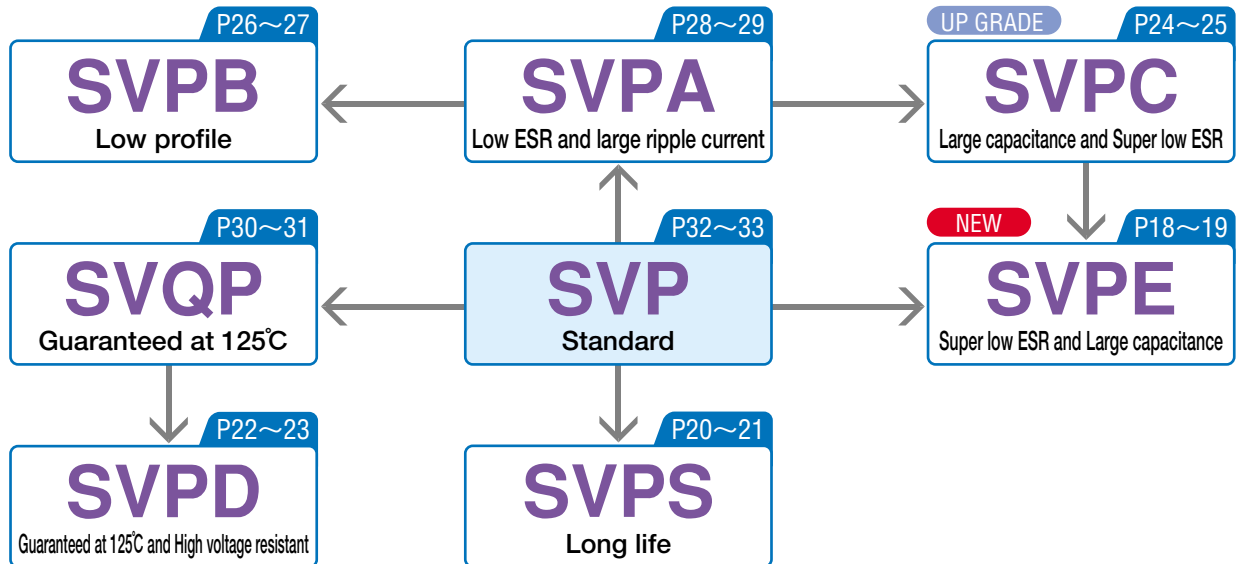 P26～27
SVPB
Low profile
P28～29
SVPA
Low ESR and large ripple current
UP GRADE
P24～25
SVPC
Large capacitance and Super low ESR
P30～31
SVQP
Guaranteed at 125℃
P32～33
SVP
Standard
NEW
P18～19
SVPE
Super low ESR and Large capacitance
P22～23
SVPD
Guaranteed at 125℃ and High voltage resistant
P20～21
SVPS
Long life